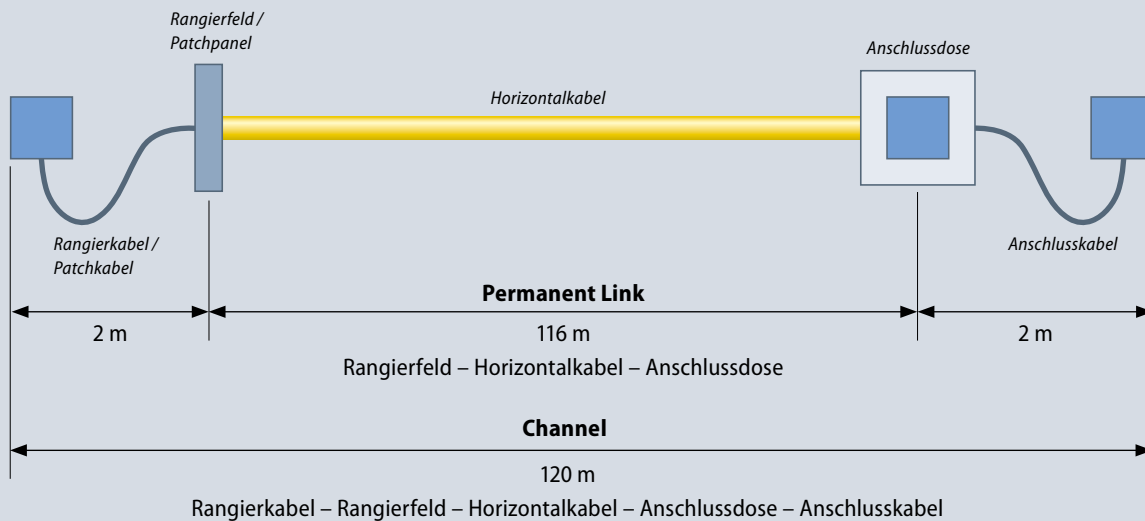 Rangierfeld /
Patchpanel
Anschlussdose
Horizontalkabel
Rangierkabel /
Patchkabel
Anschlusskabel
Permanent Link
2 m
116 m
2 m
Rangierfeld – Horizontalkabel – Anschlussdose
Channel
120 m
Rangierkabel – Rangierfeld – Horizontalkabel – Anschlussdose – Anschlusskabel